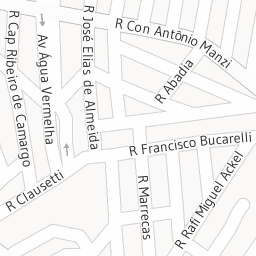 R Cap Ribeiro de Camargo
Av Água Vermelha
R José Elias de Almeida
R Con Antônio Manzi
R Abadia
R Francisco Bucarelli
R Clausetti
R Marrecas
R Rafi Miguel Ackel